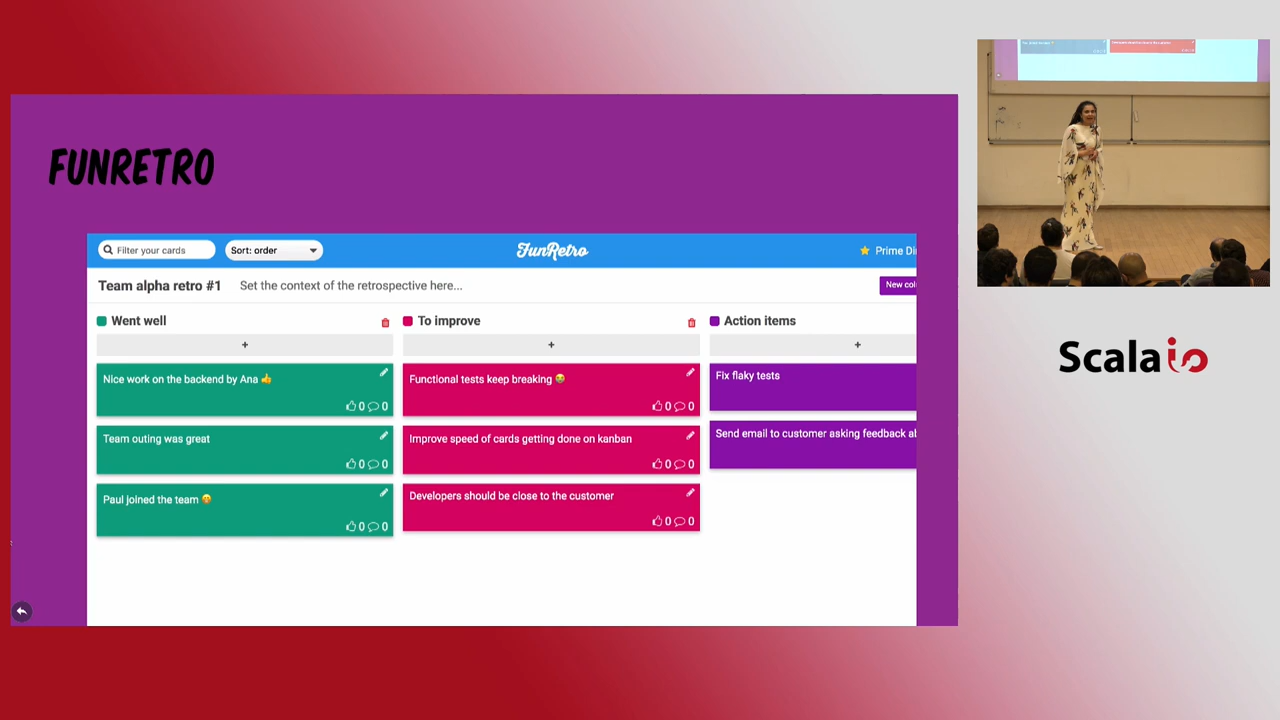 FUNRETRO
Filter your cards
Sort: order
FunRetro
Prime Di
Team alpha retro #1
Set the context of the retrospective here...
New col
Went well
To improve
Action items
+
+
+
Nice work on the backend by Ana 👍
0 0
Functional tests keep breaking 😭
0 0
Fix flaky tests
Team outing was great
0 0
Improve speed of cards getting done on kanban
0 0
Send email to customer asking feedback ab
Paul joined the team 😁
0 0
Developers should be close to the customer
0 0
Scala io